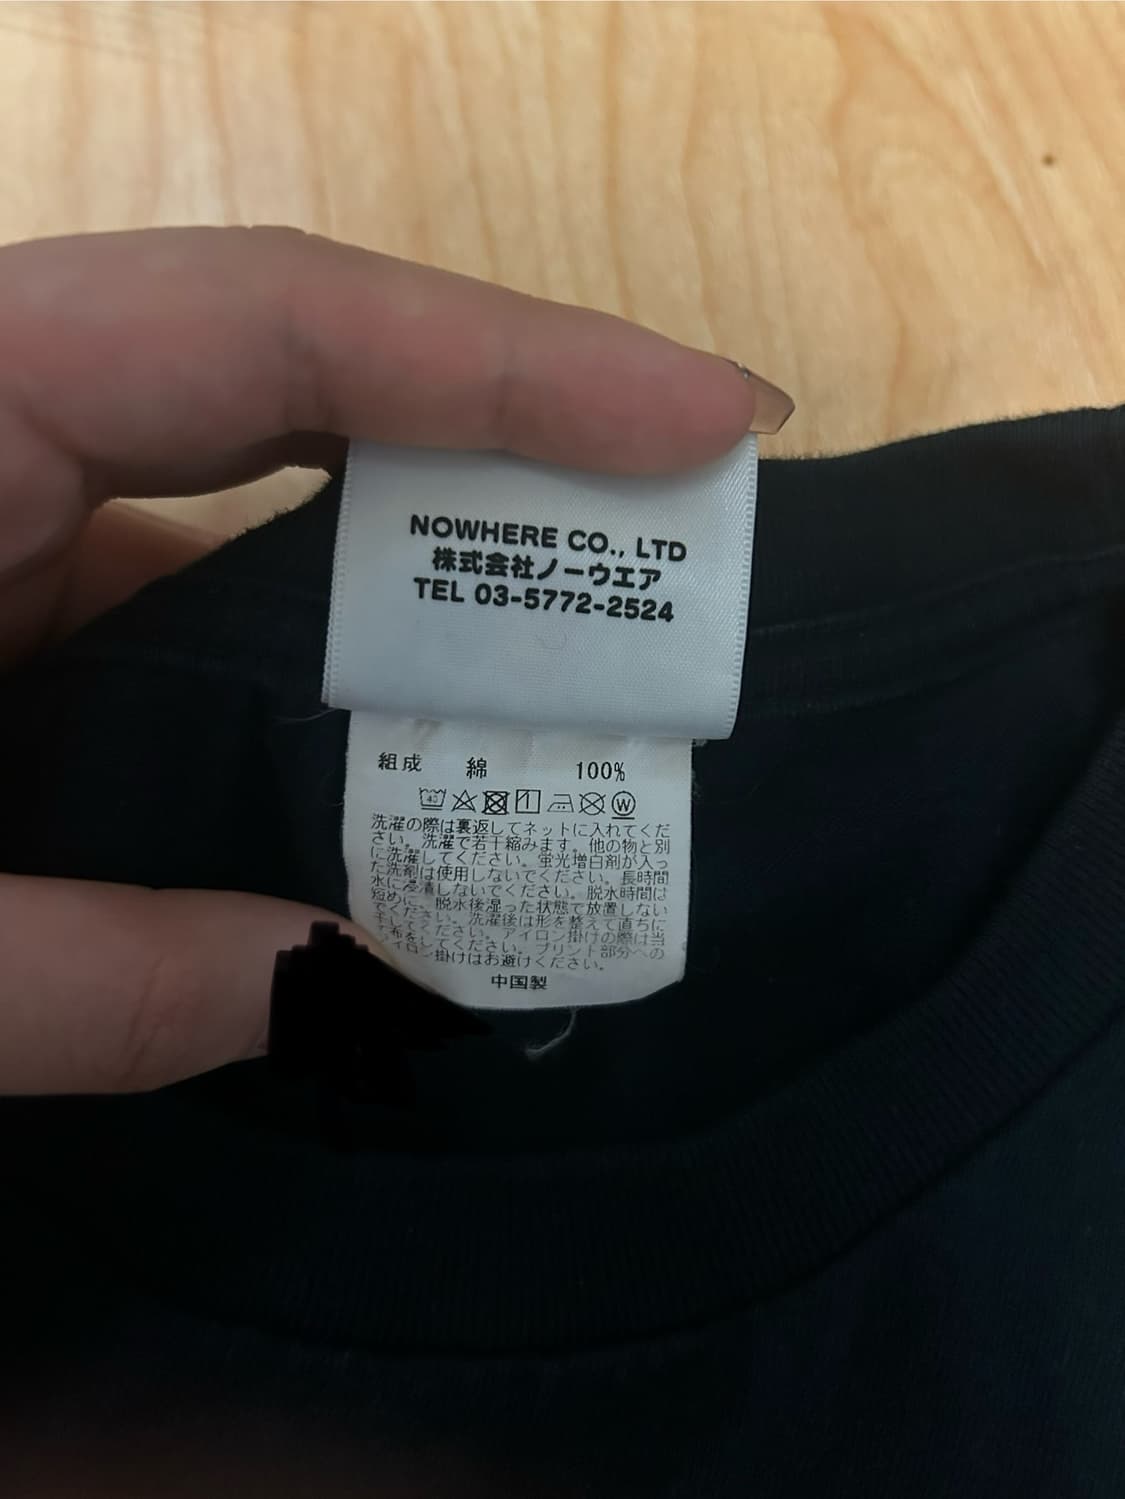 NOWHERE CO., LTD
株式会社ノーウエア
TEL 03-5772-2524
組成 綿 100%
40 1 W
洗濯の際は裏返してネットに入れてくだ
さい。洗濯で若干縮みます。他の物と別
に洗濯してください。蛍光増白剤が入っ
た洗剤は使用しないでください。長時間
水に浸漬しないでください。脱水時間は
短めに、脱水後湿った状態で放置しない
でください。洗濯後は形を整えて直ちに
干してください。アイロン掛けの際は当
て布をしてください。プリント部分への
アイロン掛けはお避けください。
中国製